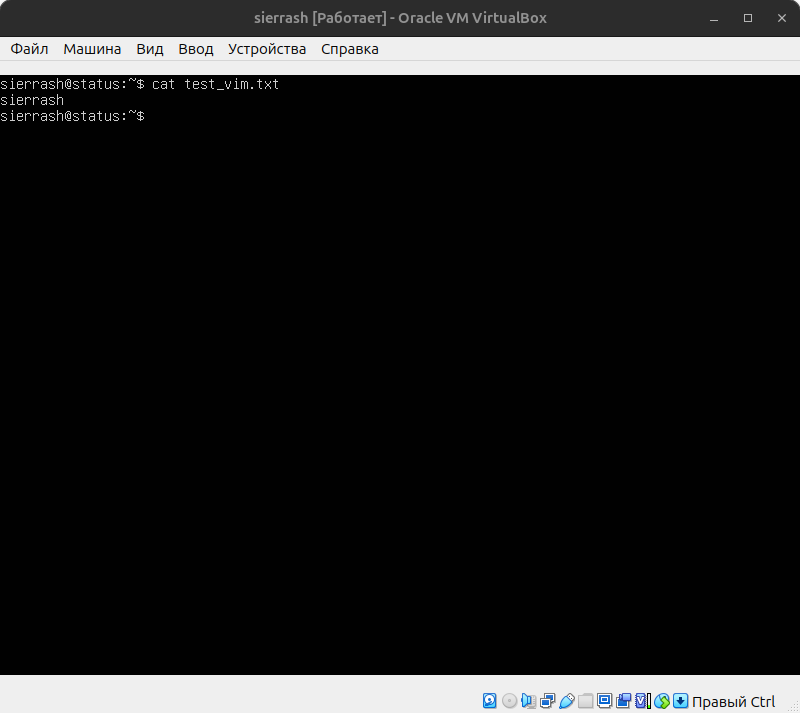 sierrash [Работает] - Oracle VM VirtualBox
Файл Машина Вид Ввод Устройства Справка
sierrash@status:~$ cat test_vim.txt
sierrash
sierrash@status:~$
Правый Ctrl